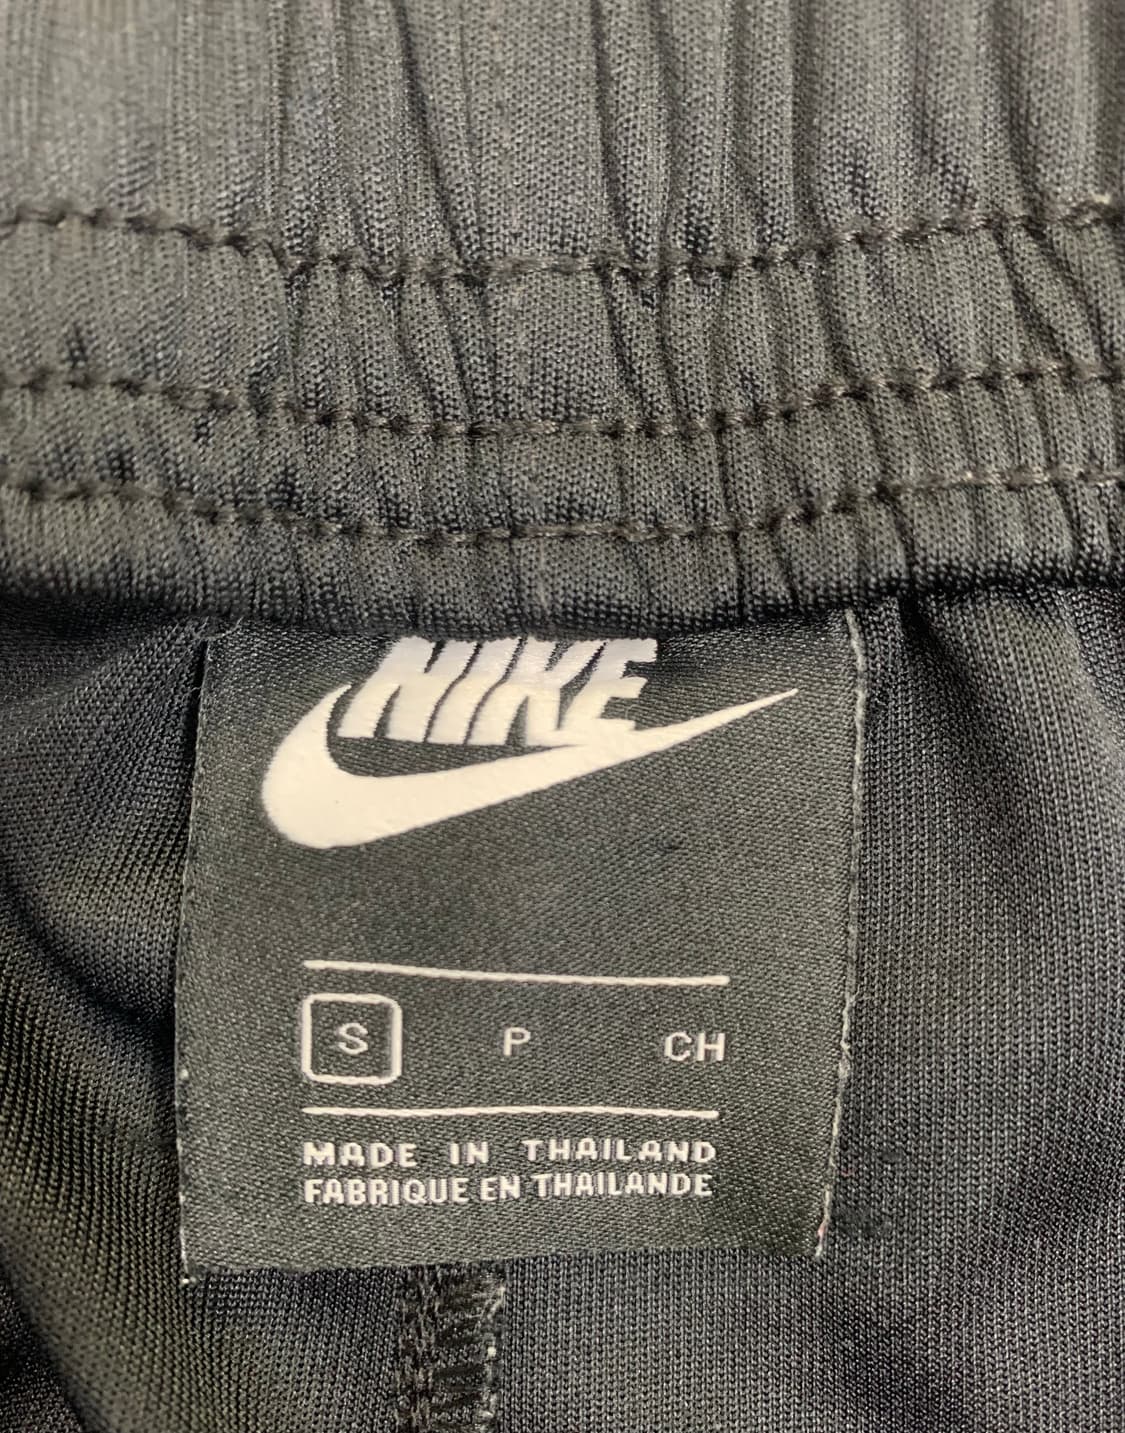 NIKE
S P CH
MADE IN THAILAND
FABRIQUE EN THAILANDE